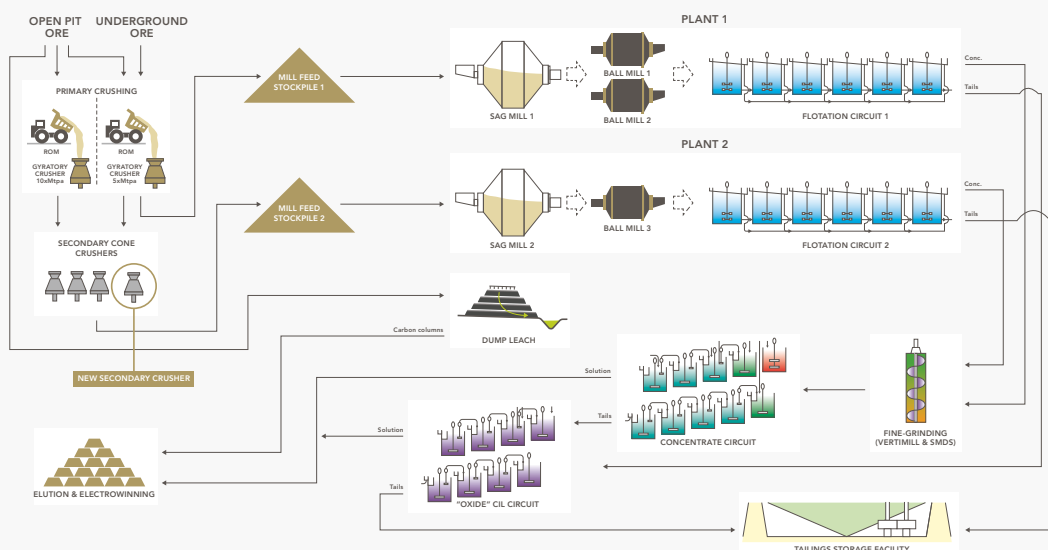 OPEN PIT
ORE
UNDERGROUND
ORE
PRIMARY CRUSHING
ROM
ROM
GYRATORY
CRUSHER
10xMtpa
GYRATORY
CRUSHER
5xMtpa
SECONDARY CONE
CRUSHERS
NEW SECONDARY CRUSHER
MILL FEED
STOCKPILE 1
MILL FEED
STOCKPILE 2
PLANT 1
SAG MILL 1
BALL MILL 1
BALL MILL 2
FLOTATION CIRCUIT 1
Conc.
Tails
PLANT 2
SAG MILL 2
BALL MILL 3
FLOTATION CIRCUIT 2
Conc.
Tails
DUMP LEACH
Carbon columns
Solution
CONCENTRATE CIRCUIT
FINE-GRINDING
(VERTIMILL & SMDS)
Tails
Solution
"OXIDE" CIL CIRCUIT
Tails
ELUTION & ELECTROWINNING
TAILINGS STORAGE FACILITY